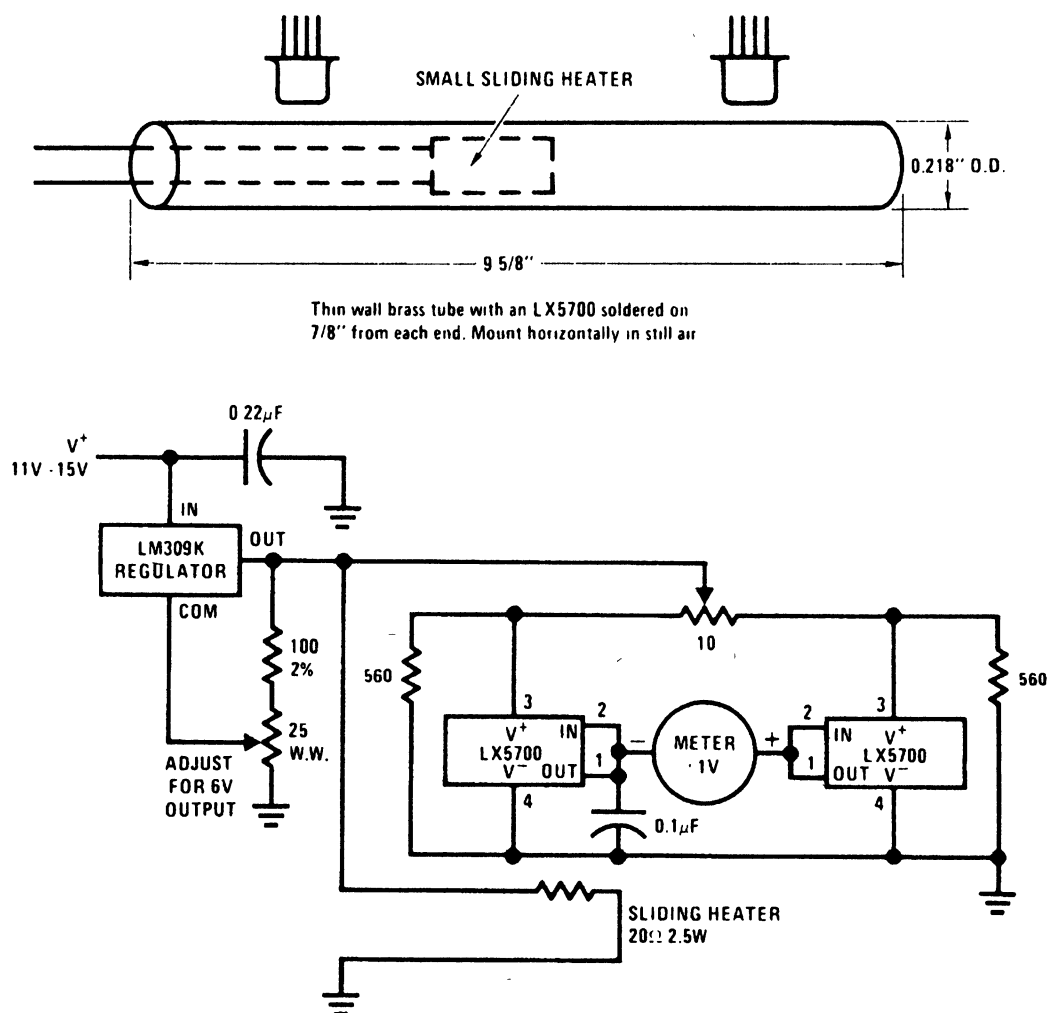 SMALL SLIDING HEATER
0.218" O.D.
9 5/8"
Thin wall brass tube with an LX5700 soldered on
7/8" from each end. Mount horizontally in still air
0 22μF
V+
11V - 15V
IN
OUT
LM309K
REGULATOR
COM
100
2%
25
W.W.
ADJUST
FOR 6V
OUTPUT
10
560
560
3
2
V+ IN
LX5700
V− OUT
1
4
−
METER
·1V
+
0.1μF
3
2
IN V+
LX5700
OUT V−
1
4
SLIDING HEATER
20Ω 2.5W